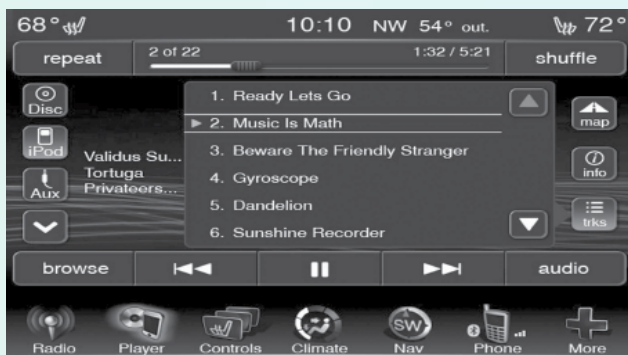 68° 10:10 NW 54° out. 72°
repeat 2 of 22 1:32 / 5:21 shuffle
Disc
iPod
Aux
Validus Su...
Tortuga
Privateers...
1. Ready Lets Go
2. Music Is Math
3. Beware The Friendly Stranger
4. Gyroscope
5. Dandelion
6. Sunshine Recorder
map
info
trks
browse audio
SW
Radio Player Controls Climate Nav Phone More